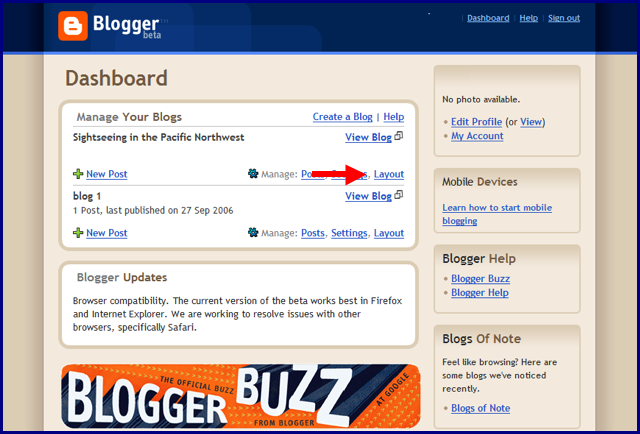 Blogger
beta
Dashboard | Help | Sign out
Dashboard
Manage Your Blogs
Create a Blog | Help
Sightseeing in the Pacific Northwest
View Blog
New Post
Manage: Layout
blog 1
View Blog
1 Post, last published on 27 Sep 2006
New Post
Manage: Posts, Settings, Layout
Blogger Updates
Browser compatibility. The current version of the beta works best in Firefox
and Internet Explorer. We are working to resolve issues with other
browsers, specifically Safari.
THE OFFICIAL BUZZ
BLOGGER BUZZ
FROM BLOGGER
AT GOOGLE
No photo available.
Edit Profile (or View)
My Account
Mobile Devices
Learn how to start mobile
blogging
Blogger Help
Blogger Buzz
Blogger Help
Blogs Of Note
Feel like browsing? Here are
some blogs we've noticed
recently.
Blogs of Note